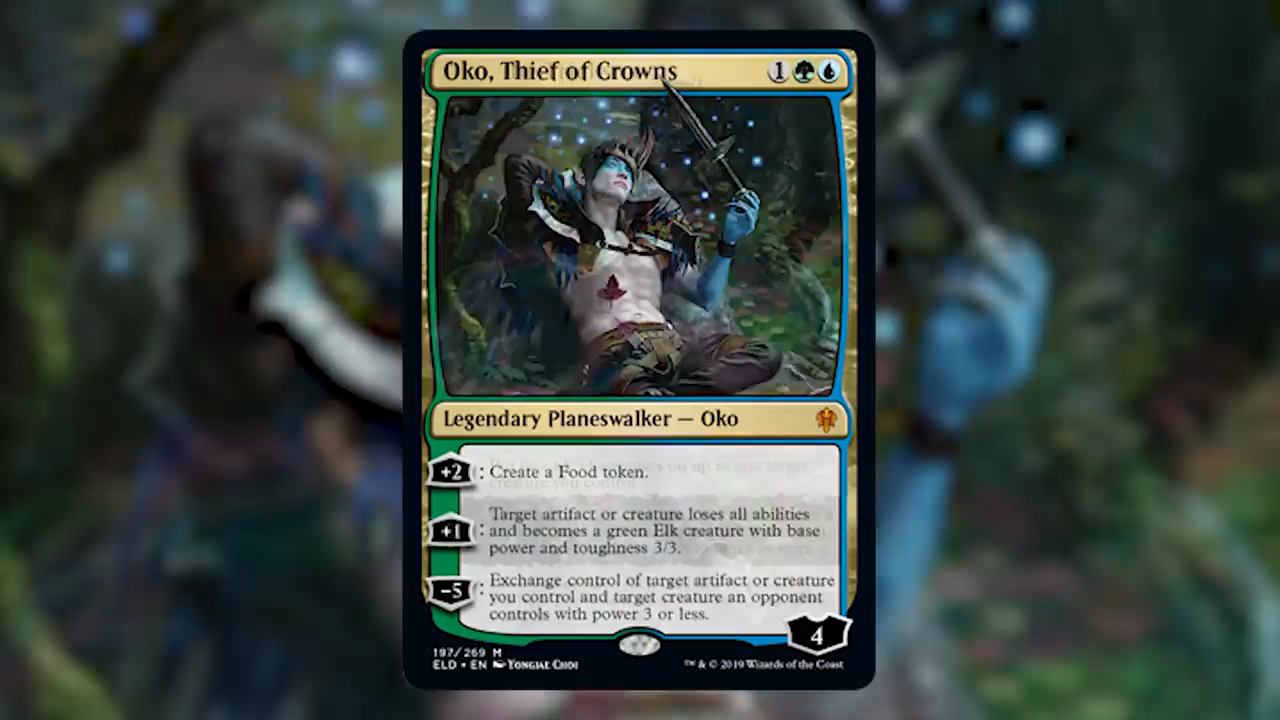 Oko, Thief of Crowns 1
Legendary Planeswalker — Oko
+2 : Create a Food token.
Target artifact or creature loses all abilities
+1 : and becomes a green Elk creature with base
power and toughness 3/3.
Exchange control of target artifact or creature
−5 : you control and target creature an opponent
controls with power 3 or less.
4
197/269 M
ELD • EN YONGJAE CHOI
™ & © 2019 Wizards of the Coast